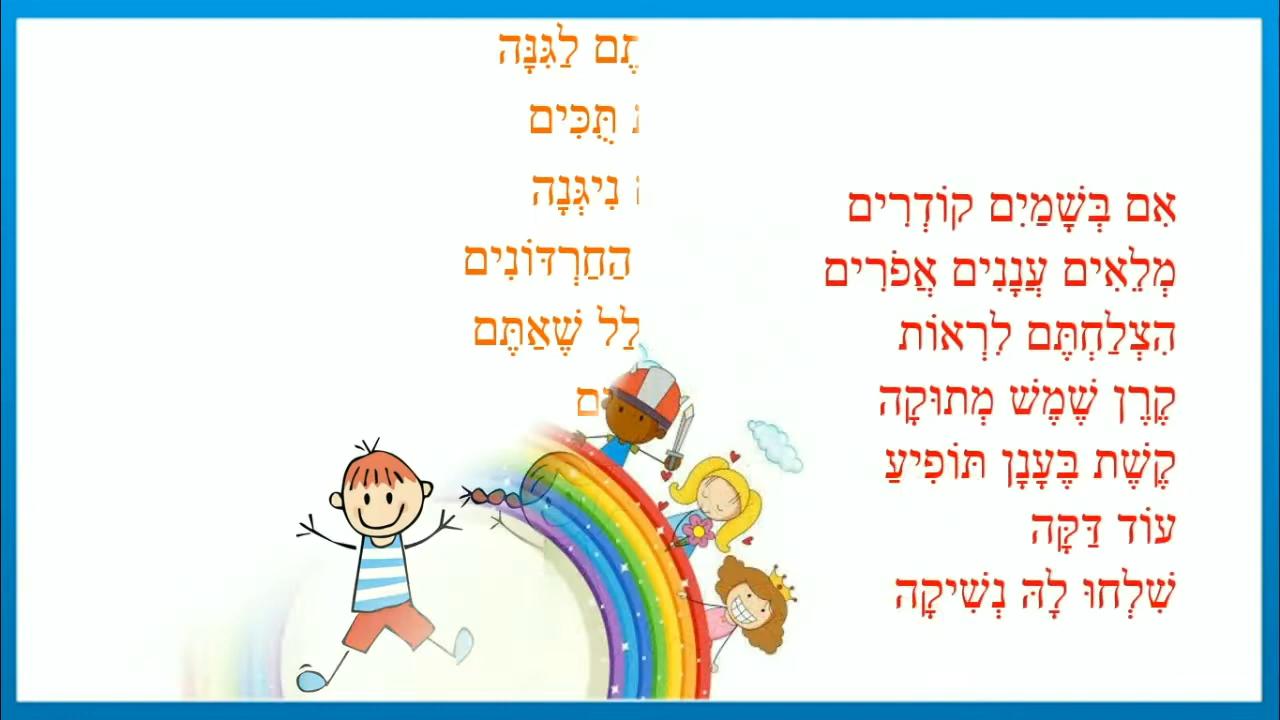 אִם בְּשָׁמַיִם קוֹדְרִים
מְלֵאִים עֲנָנִים אֲפֹרִים
הִצְלַחְתֶּם לִרְאוֹת
קֶרֶן שֶׁמֶשׁ מְתוּקָה
קֶשֶׁת בֶּעָנָן תּוֹפִיעַ
עוֹד דַּקָּה
שִׁלְחוּ לָהּ נְשִׁיקָה
לַגִּנָּה
תֻּכִּים
נִיגְּנָה
הַחַרְדּוֹנִים
שֶׁאַתֶּם